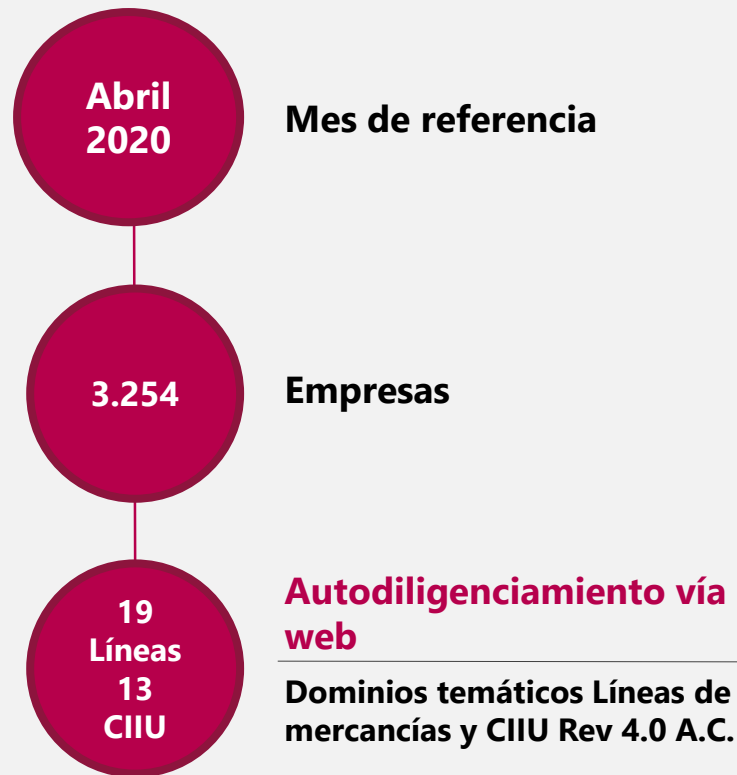 Abril
2020
Mes de referencia
3.254
Empresas
19
Líneas
13
CIIU
Autodiligenciamiento vía
web
Dominios temáticos Líneas de
mercancías y CIIU Rev 4.0 A.C.